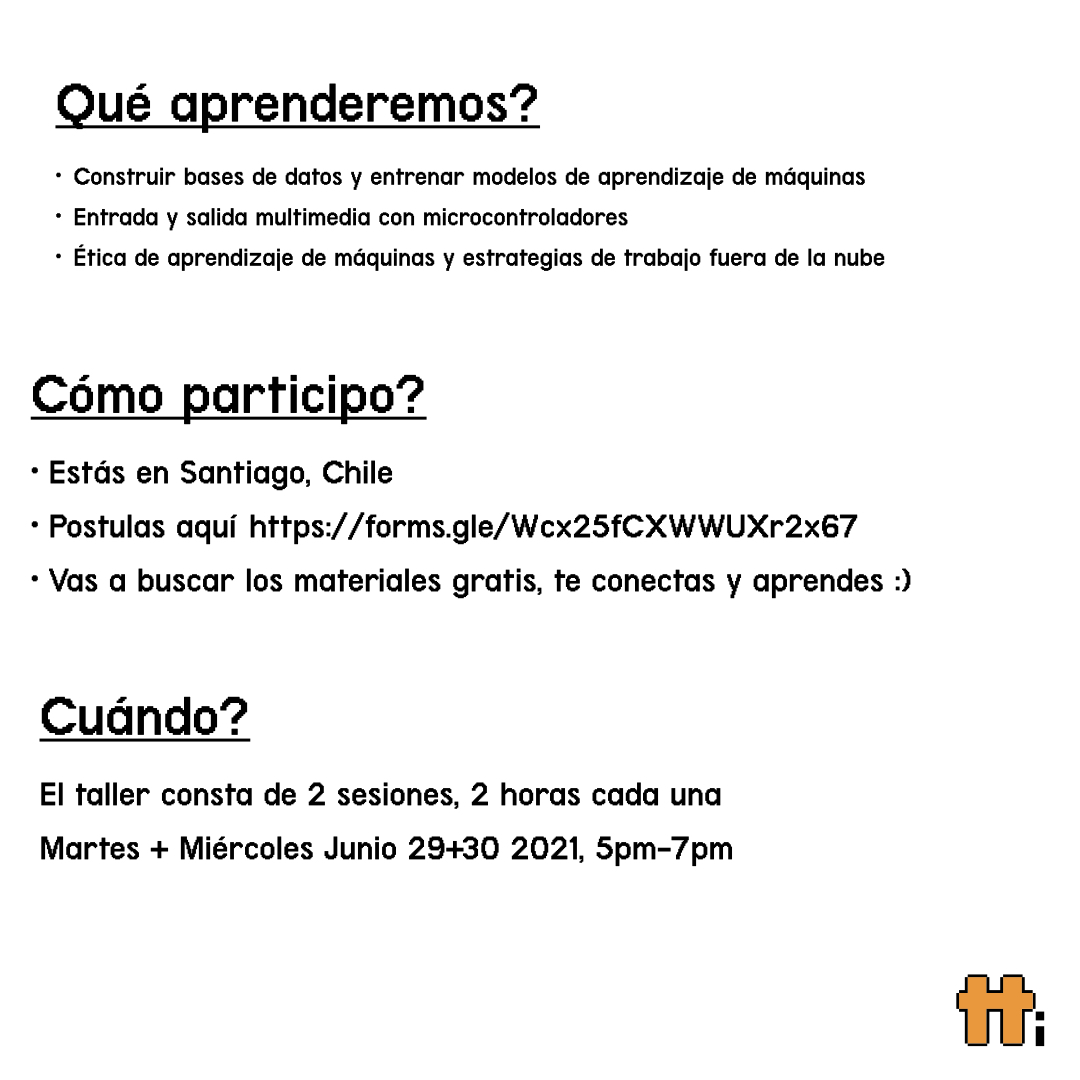 Qué aprenderemos?
• Construir bases de datos y entrenar modelos de aprendizaje de máquinas
• Entrada y salida multimedia con microcontroladores
• Ética de aprendizaje de máquinas y estrategias de trabajo fuera de la nube
Cómo participo?
• Estás en Santiago, Chile
• Postulas aquí https://forms.gle/Wcx25fCXWWUXr2x67
• Vas a buscar los materiales gratis, te conectas y aprendes :)
Cuándo?
El taller consta de 2 sesiones, 2 horas cada una
Martes + Miércoles Junio 29+30 2021, 5pm-7pm
tti